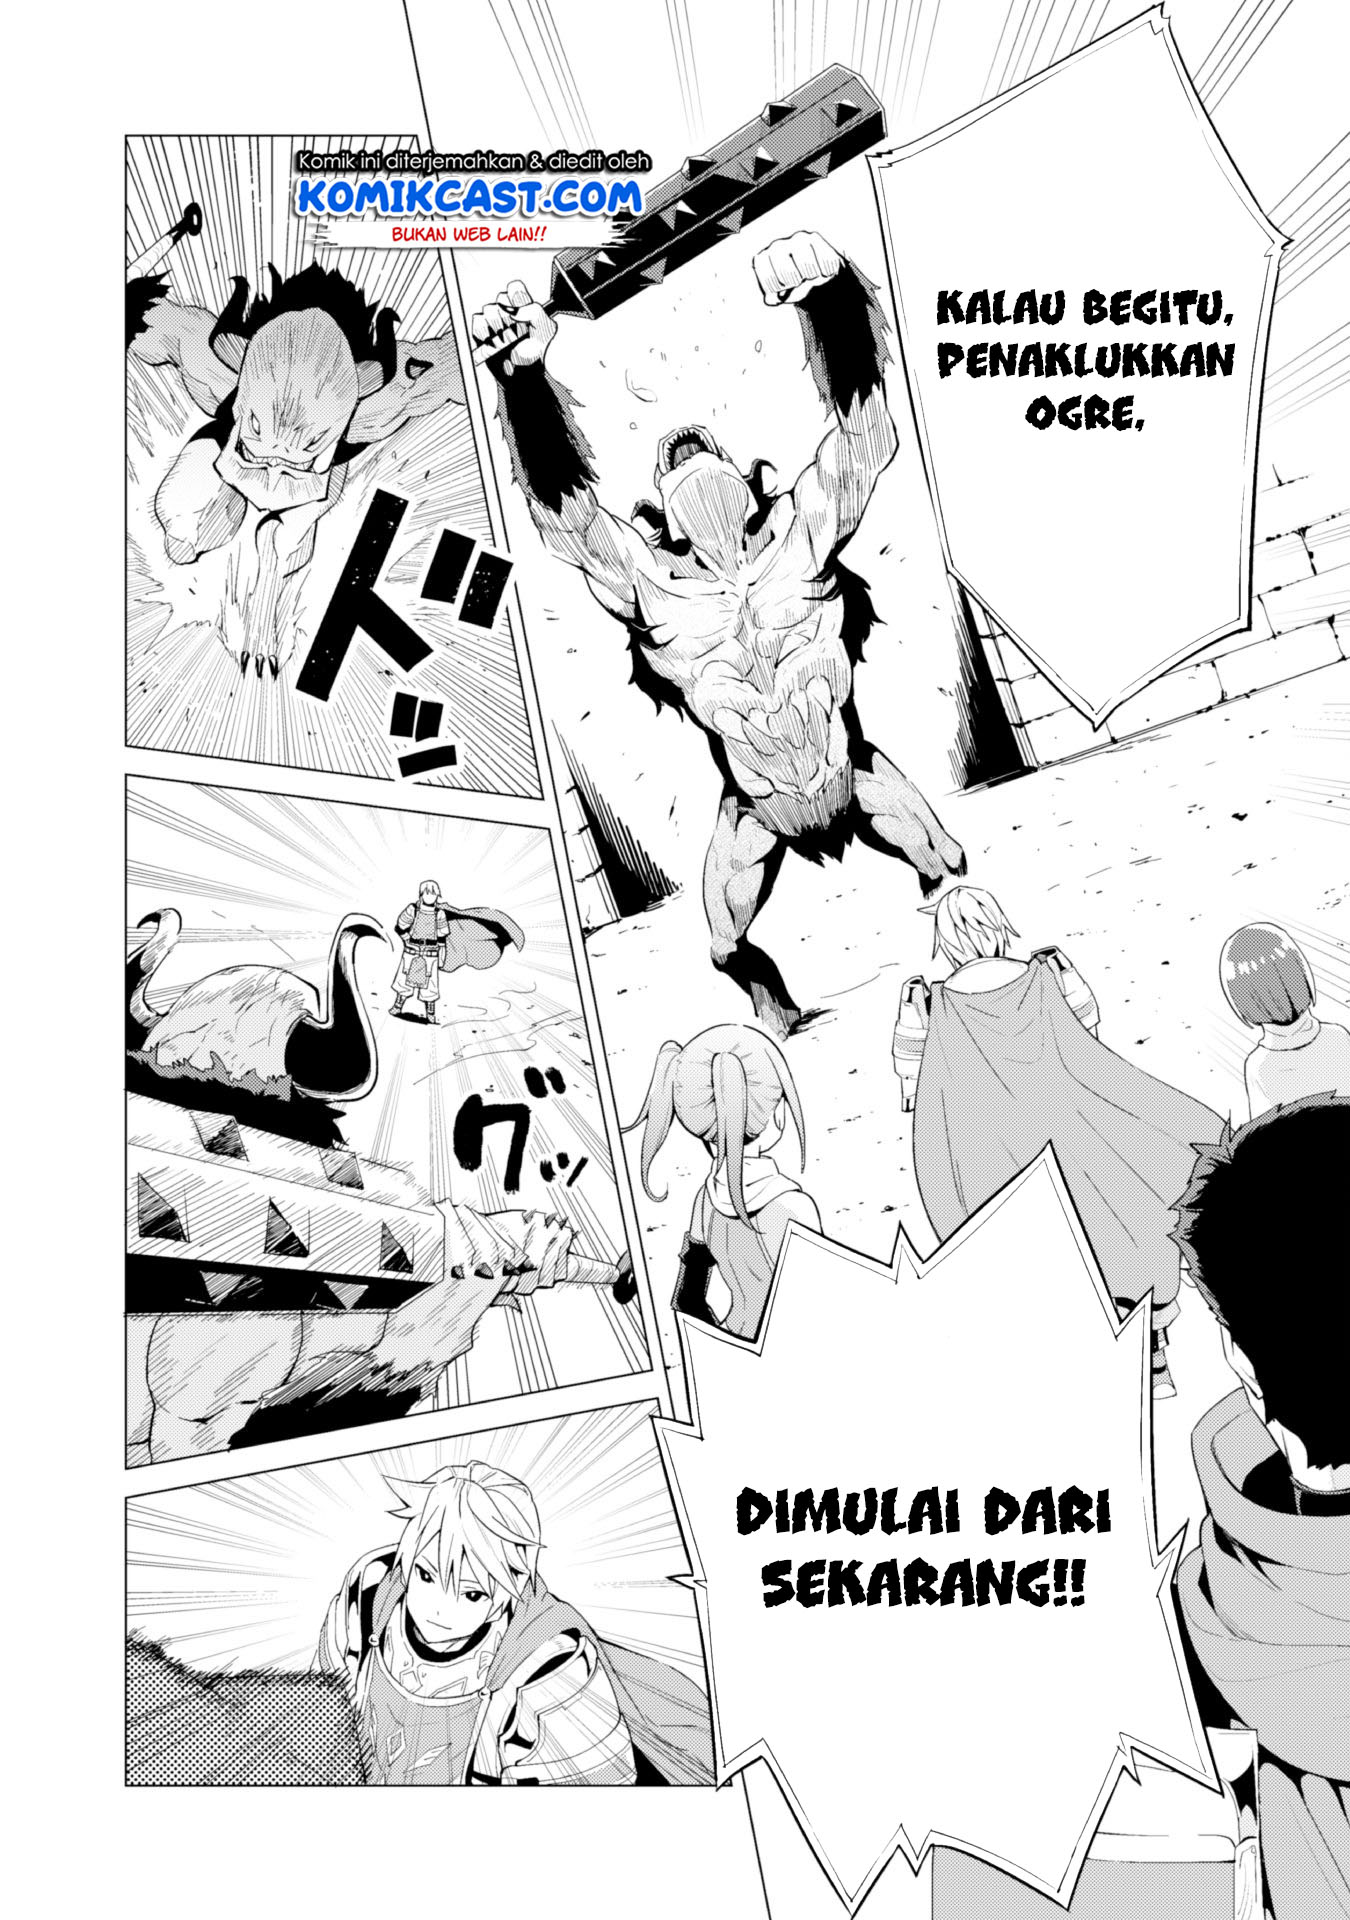 Komik ini diterjemahkan & diedit oleh
KOMIKCAST.COM
BUKAN WEB LAIN!!
KALAU BEGITU,
PENAKLUKKAN
OGRE,
DIMULAI DARI
SEKARANG!!
ドッ
グッ